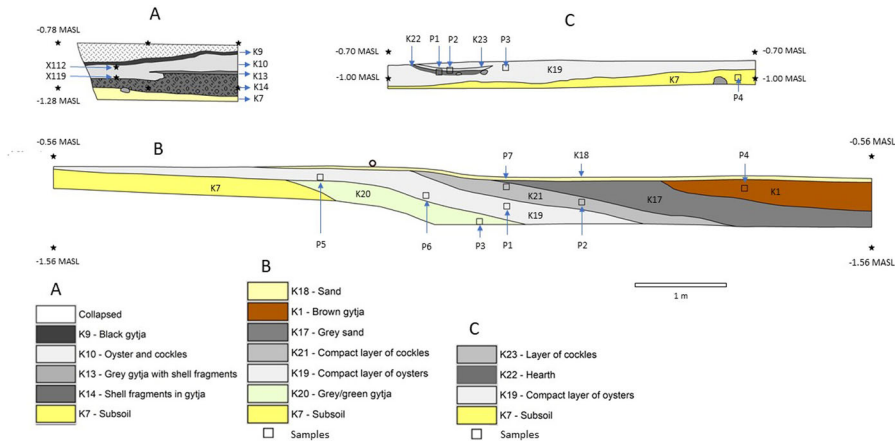 A
-0.78 MASL
K9
K10
K13
K14
K7
X112
X119
-1.28 MASL
C
K22 P1 P2 K23 P3
-0.70 MASL
-0.70 MASL
K19
K7
-1.00 MASL
-1.00 MASL
P4
B
-0.56 MASL
-0.56 MASL
P7 K18 P4
K7
K20
K21
K19
K17
K1
P5 P6 P3 P1 P2
-1.56 MASL
-1.56 MASL
1 m
A
Collapsed
K9 - Black gytja
K10 - Oyster and cockles
K13 - Grey gytja with shell fragments
K14 - Shell fragments in gytja
K7 - Subsoil
B
K18 - Sand
K1 - Brown gytja
K17 - Grey sand
K21 - Compact layer of cockles
K19 - Compact layer of oysters
K20 - Grey/green gytja
K7 - Subsoil
Samples
C
K23 - Layer of cockles
K22 - Hearth
K19 - Compact layer of oysters
K7 - Subsoil
Samples